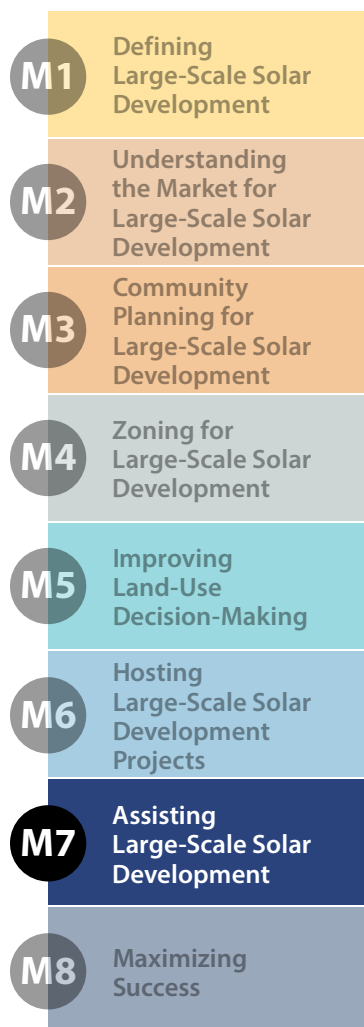 M1
Defining
Large-Scale Solar
Development
M2
Understanding
the Market for
Large-Scale Solar
Development
M3
Community
Planning for
Large-Scale Solar
Development
M4
Zoning for
Large-Scale Solar
Development
M5
Improving
Land-Use
Decision-Making
M6
Hosting
Large-Scale Solar
Development
Projects
M7
Assisting
Large-Scale Solar
Development
M8
Maximizing
Success